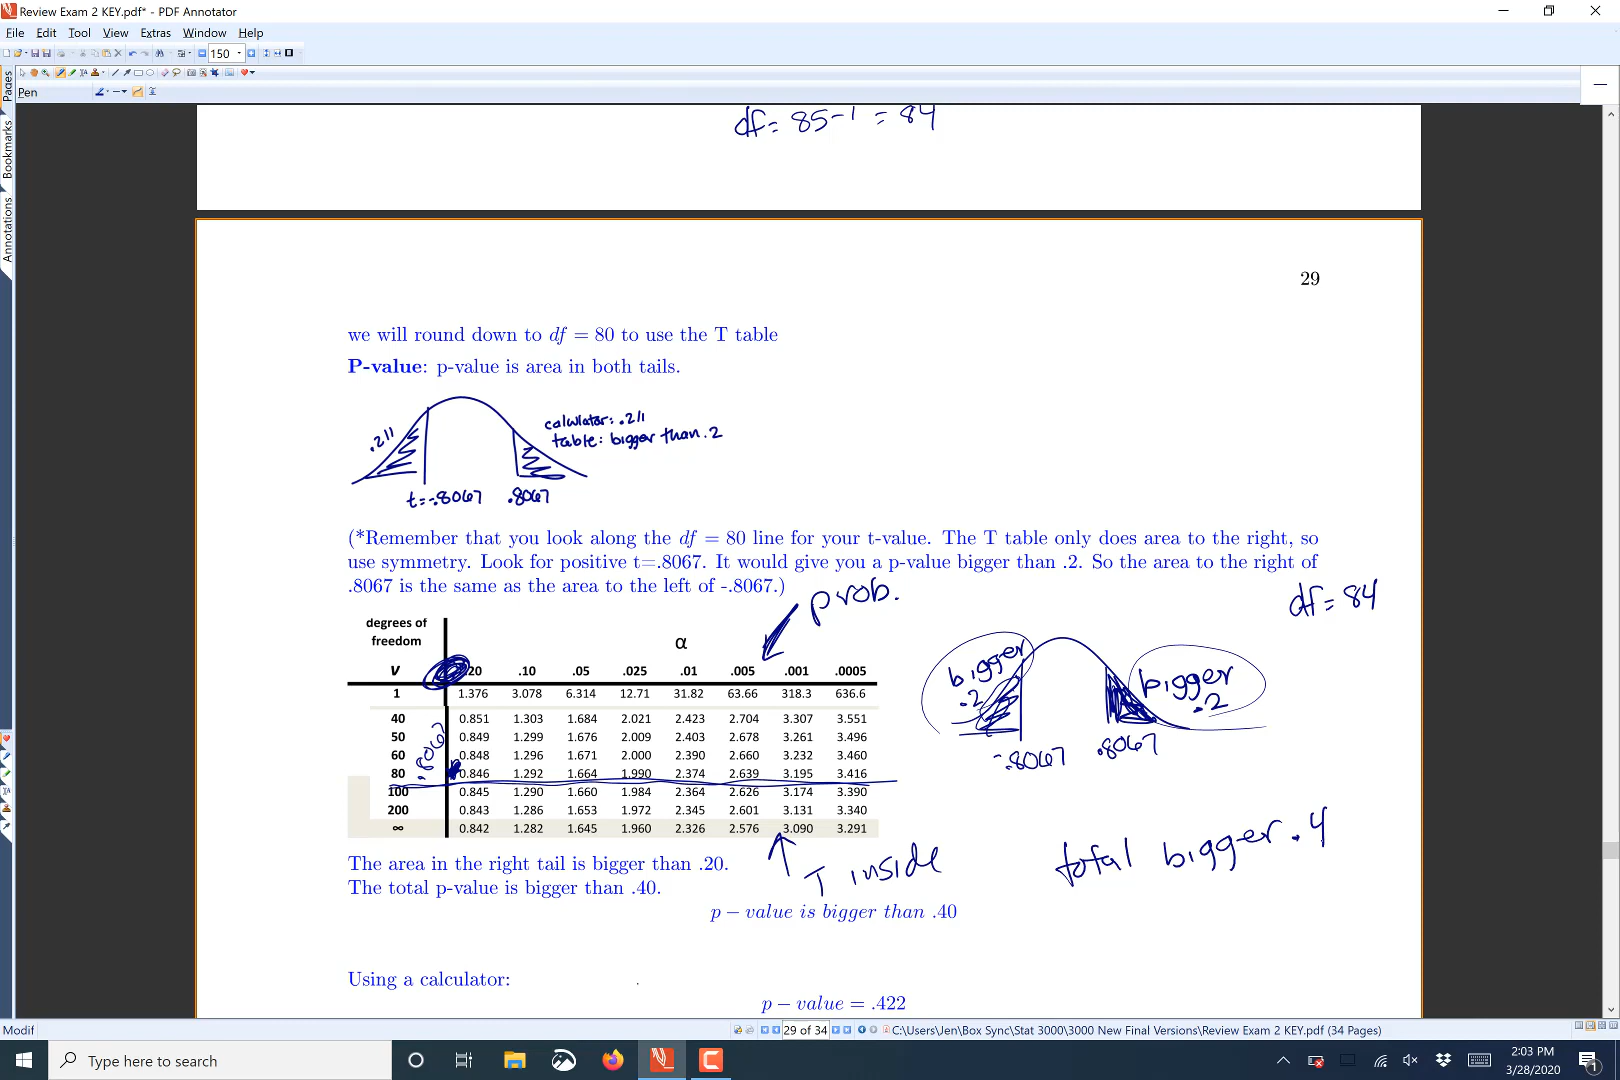 Review Exam 2 KEY.pdf* - PDF Annotator
File Edit Tool View Extras Window Help
150
Pen
Pages
Bookmarks
Annotations
df = 85-1 = 84
29
we will round down to df = 80 to use the T table
P-value: p-value is area in both tails.
.211
calculator: .211
table: bigger than .2
t=-.8067 .8067
(*Remember that you look along the df = 80 line for your t-value. The T table only does area to the right, so
use symmetry. Look for positive t=.8067. It would give you a p-value bigger than .2. So the area to the right of
.8067 is the same as the area to the left of -.8067.)
prob.
df = 84
degrees of
freedom α
V .20 .10 .05 .025 .01 .005 .001 .0005
1 1.376 3.078 6.314 12.71 31.82 63.66 318.3 636.6
40 0.851 1.303 1.684 2.021 2.423 2.704 3.307 3.551
50 0.849 1.299 1.676 2.009 2.403 2.678 3.261 3.496
60 0.848 1.296 1.671 2.000 2.390 2.660 3.232 3.460
80 0.846 1.292 1.664 1.990 2.374 2.639 3.195 3.416
100 0.845 1.290 1.660 1.984 2.364 2.626 3.174 3.390
200 0.843 1.286 1.653 1.972 2.345 2.601 3.131 3.340
∞ 0.842 1.282 1.645 1.960 2.326 2.576 3.090 3.291
.8067
bigger
.2
bigger
.2
-.8067 .8067
The area in the right tail is bigger than .20.
The total p-value is bigger than .40.
T inside
total bigger .4
p − value is bigger than .40
Using a calculator:
p − value = .422
Modif
29 of 34
C:\Users\Jen\Box Sync\Stat 3000\3000 New Final Versions\Review Exam 2 KEY.pdf (34 Pages)
Type here to search
2:03 PM
3/28/2020
1